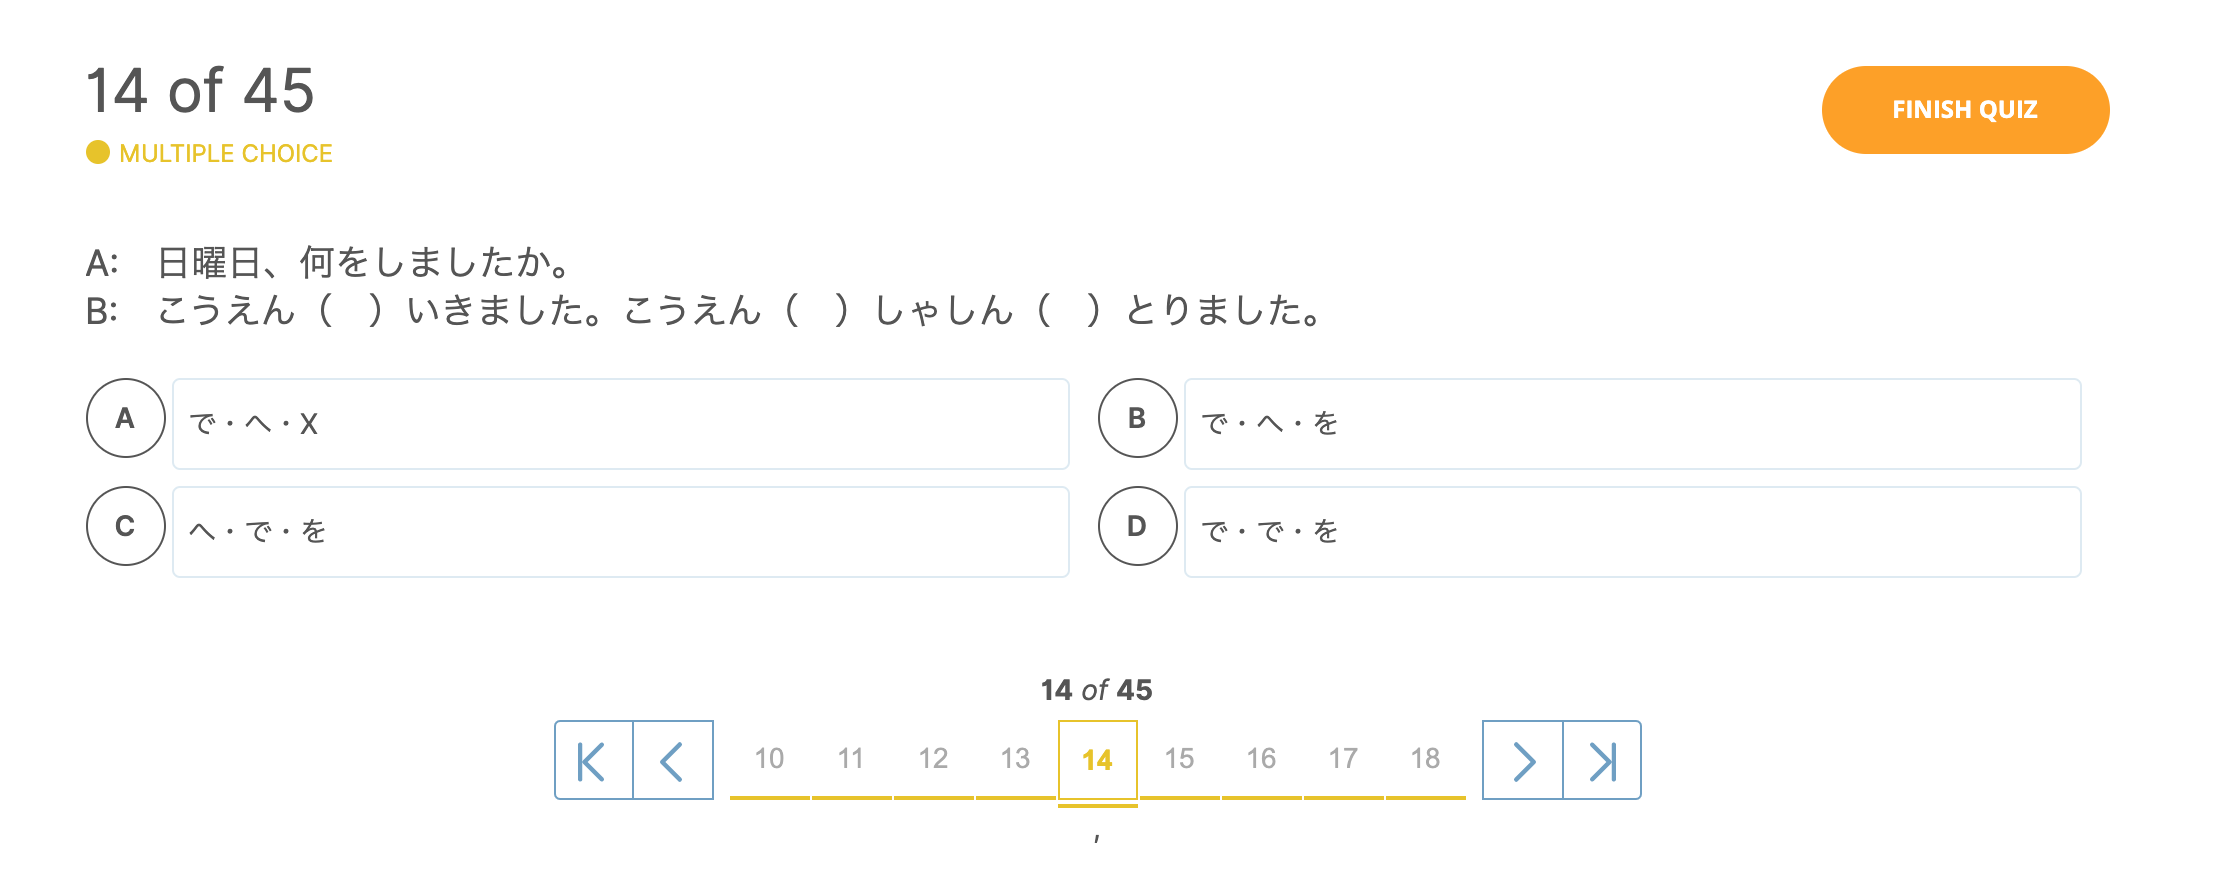 14 of 45
FINISH QUIZ
MULTIPLE CHOICE
A:　日曜日、何をしましたか。
B:　こうえん（　）いきました。こうえん（　）しゃしん（　）とりました。
A
で・へ・X
B
で・へ・を
C
へ・で・を
D
で・で・を
14 of 45
10 11 12 13 14 15 16 17 18
,